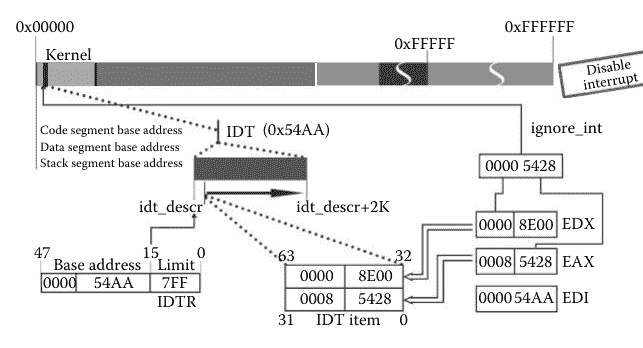 0x00000
0xFFFFFF
Kernel
0xFFFFF
Disable
interrupt
Code segment base address
Data segment base address
Stack segment base address
IDT (0x54AA)
ignore_int
0000 5428
idt_descr
idt_descr+2K
0000 8E00 EDX
47 15 0
Base address Limit
0000 54AA 7FF
IDTR
63 32
0000 8E00
0008 5428
31 IDT item 0
0008 5428 EAX
0000 54AA EDI